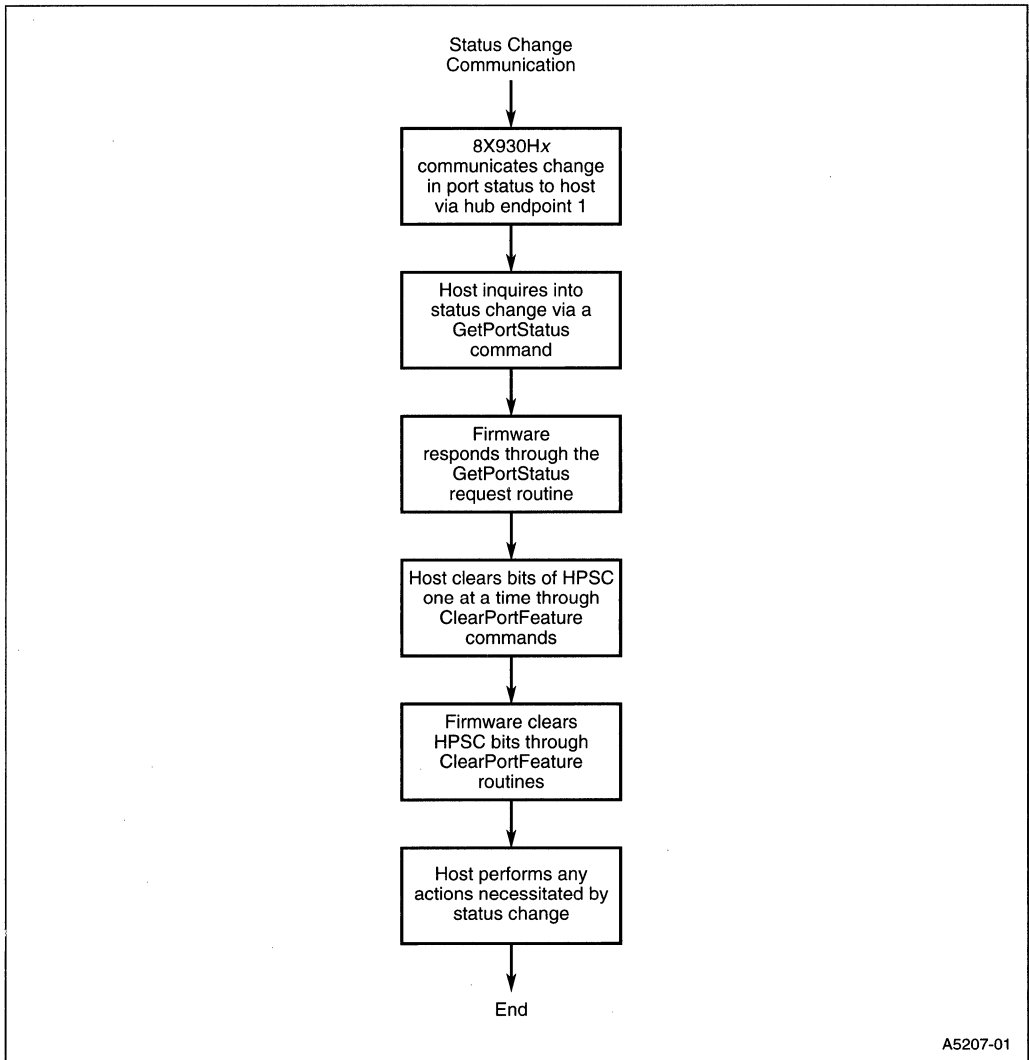 Status Change
Communication
8X930Hx
communicates change
in port status to host
via hub endpoint 1
Host inquires into
status change via a
GetPortStatus
command
Firmware
responds through the
GetPortStatus
request routine
Host clears bits of HPSC
one at a time through
ClearPortFeature
commands
Firmware clears
HPSC bits through
ClearPortFeature
routines
Host performs any
actions necessitated by
status change
End
A5207-01